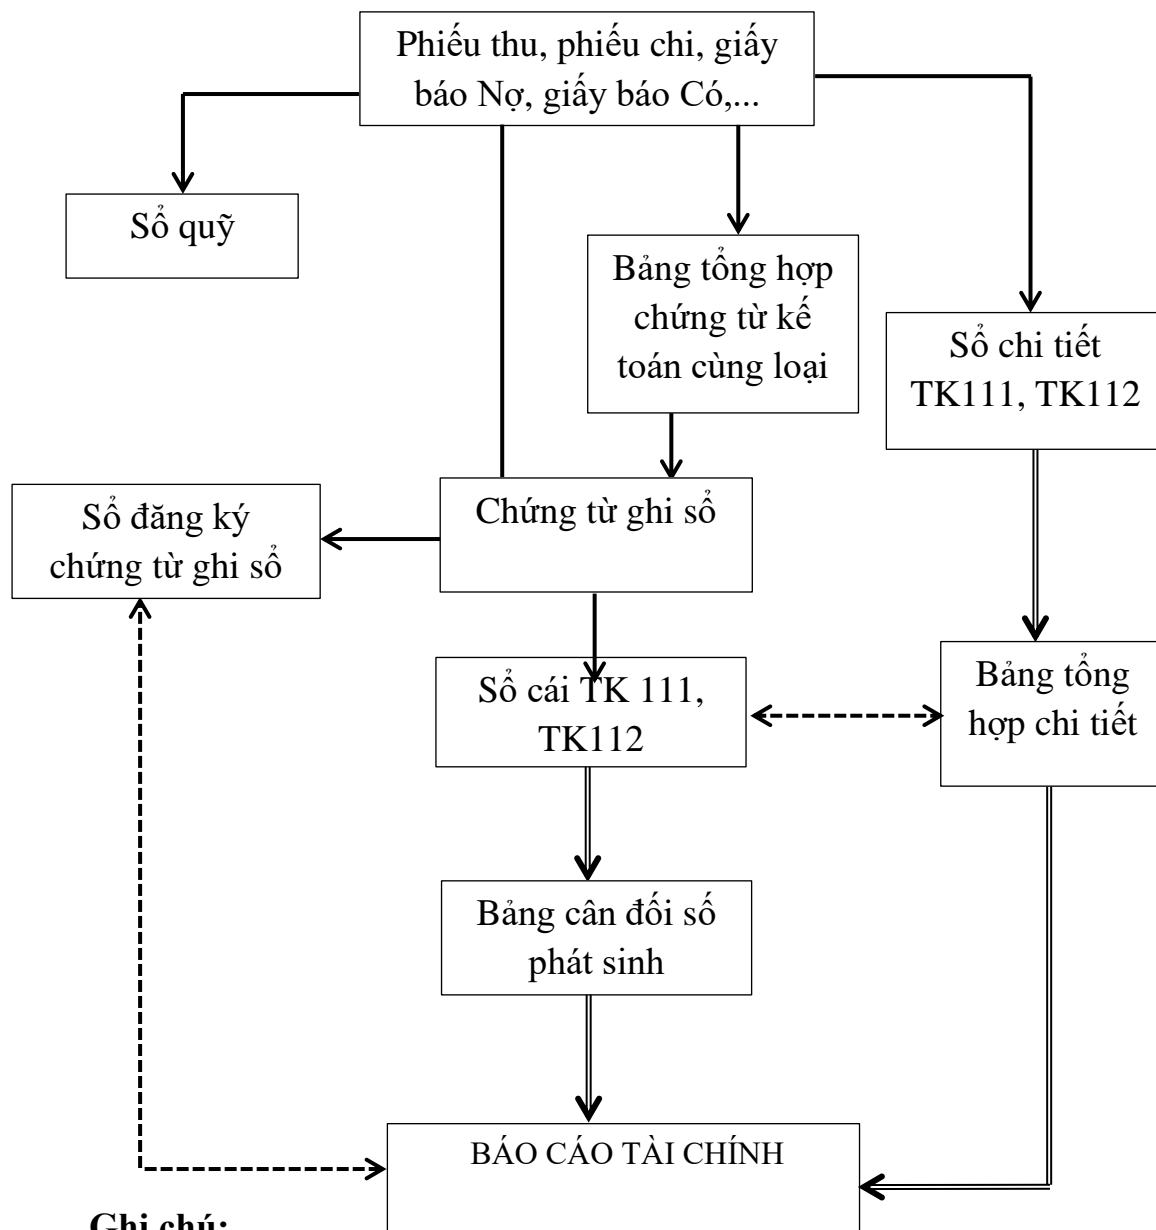 Phiếu thu, phiếu chi, giấy
báo Nợ, giấy báo Có,...
Sổ quỹ
Bảng tổng hợp
chứng từ kế
toán cùng loại
Sổ chi tiết
TK111, TK112
Sổ đăng ký
chứng từ ghi sổ
Chứng từ ghi sổ
Sổ cái TK 111,
TK112
Bảng tổng
hợp chi tiết
Bảng cân đối số
phát sinh
BÁO CÁO TÀI CHÍNH
Ghi chú: